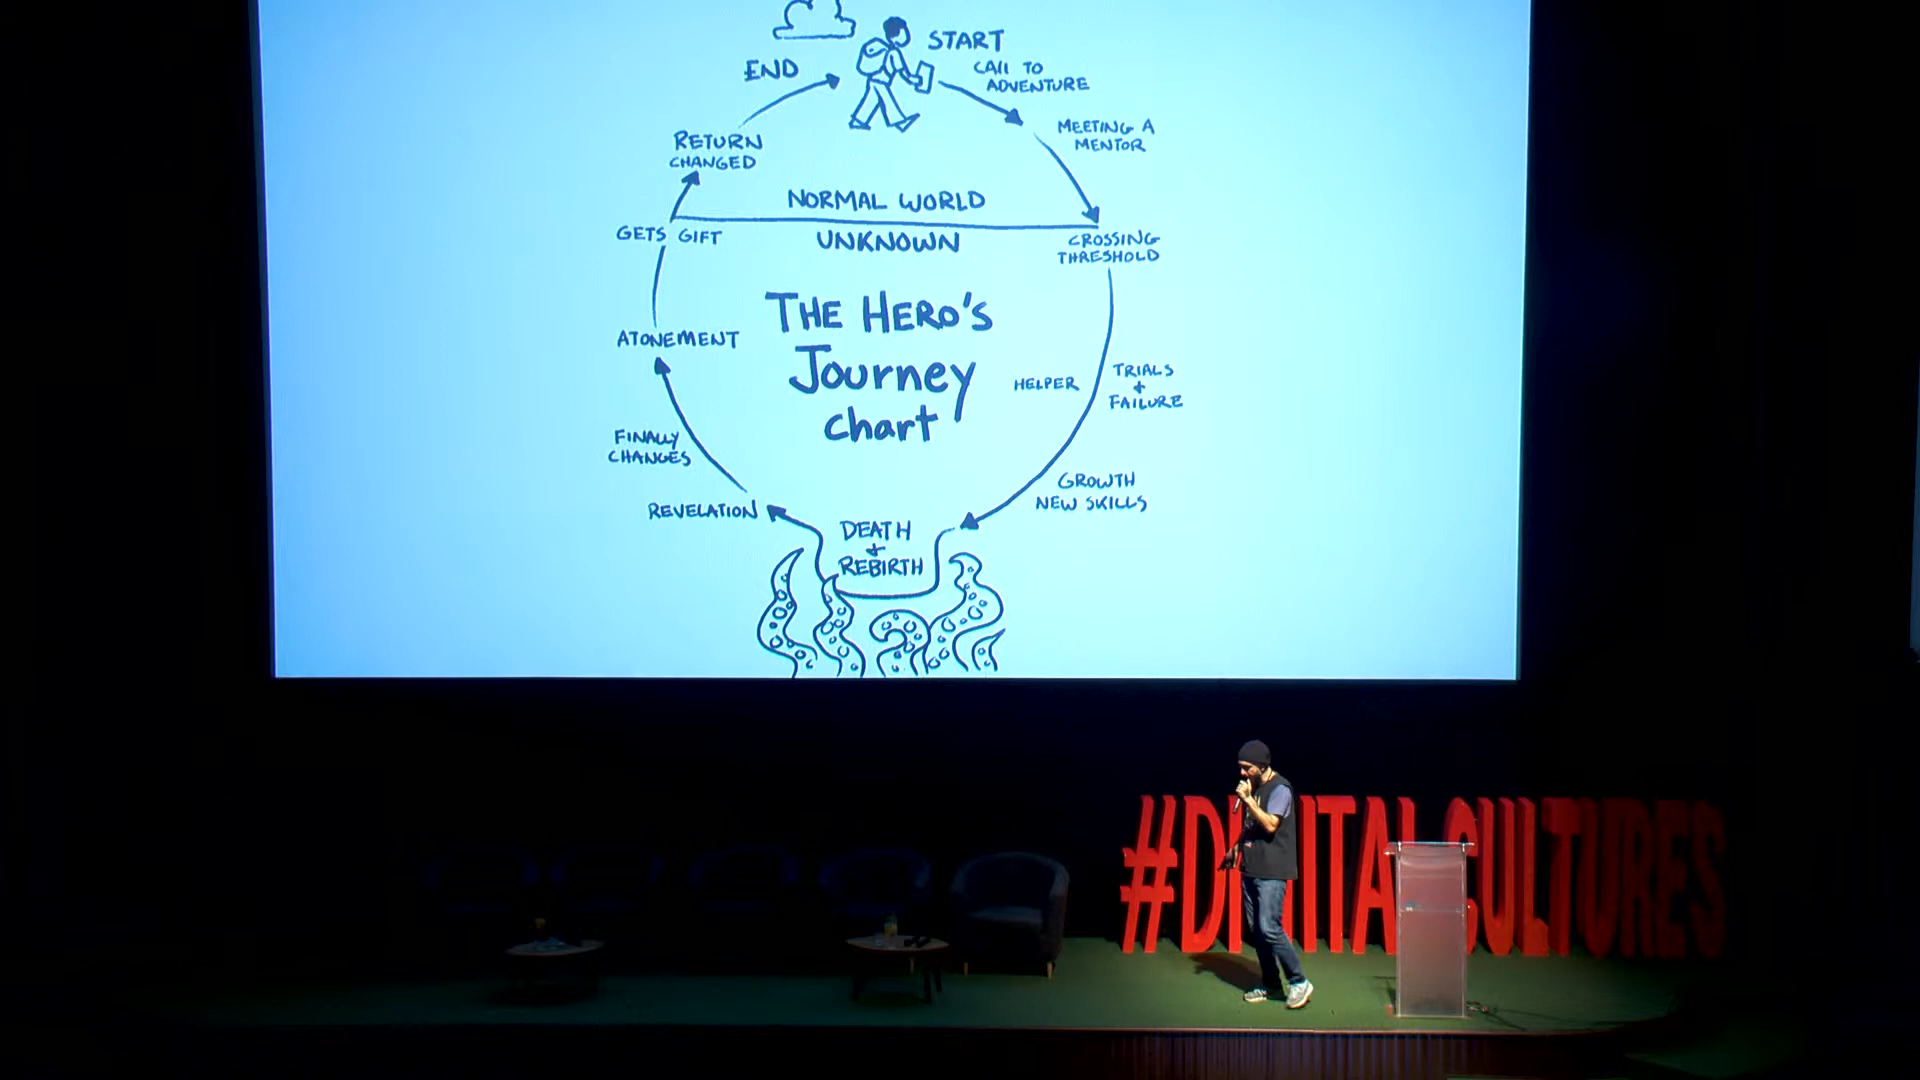 START
CALL TO
ADVENTURE
END
MEETING A
MENTOR
RETURN
CHANGED
NORMAL WORLD
UNKNOWN
GETS GIFT
CROSSING
THRESHOLD
THE HERO'S
JOURNEY
CHART
ATONEMENT
HELPER
TRIALS
+
FAILURE
FINALLY
CHANGES
GROWTH
NEW SKILLS
REVELATION
DEATH
+
REBIRTH
#DIGITALCULTURES